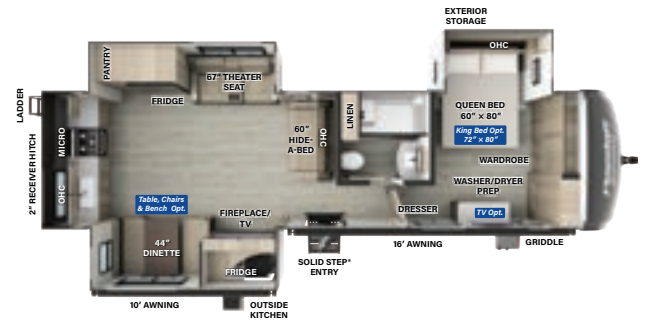 EXTERIOR
STORAGE
OHC
PANTRY
67" THEATER
SEAT
FRIDGE
LADDER
2" RECEIVER HITCH
MICRO
OHC
60"
HIDE-
A-BED
OHC
LINEN
QUEEN BED
60" × 80"
King Bed Opt.
72" × 80"
WARDROBE
WASHER/DRYER
PREP
TV Opt.
DRESSER
Table, Chairs
& Bench Opt.
FIREPLACE/
TV
44"
DINETTE
FRIDGE
SOLID STEP®
ENTRY
16' AWNING
GRIDDLE
10' AWNING
OUTSIDE
KITCHEN